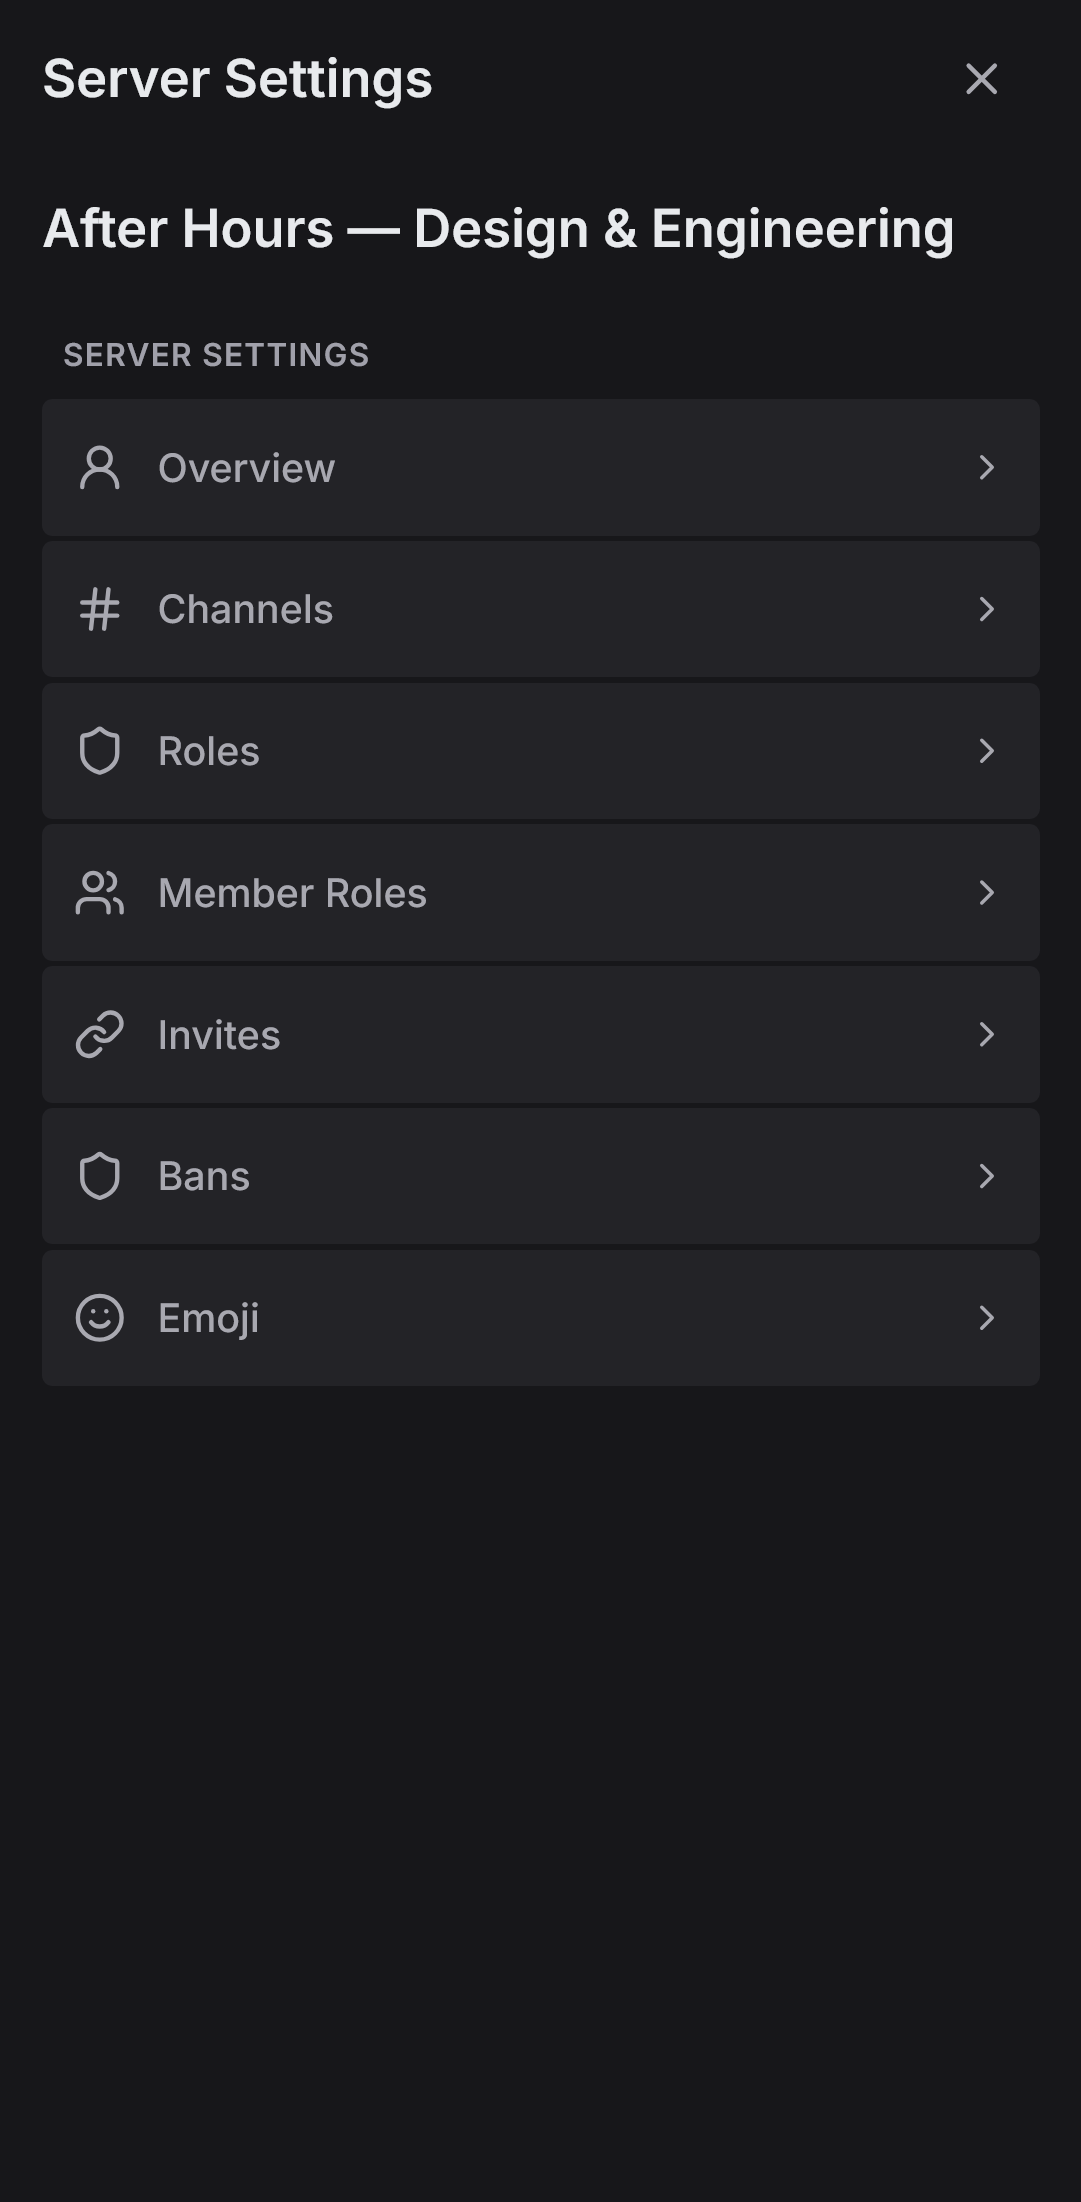 Server Settings
After Hours — Design & Engineering
SERVER SETTINGS
Overview
Channels
Roles
Member Roles
Invites
Bans
Emoji